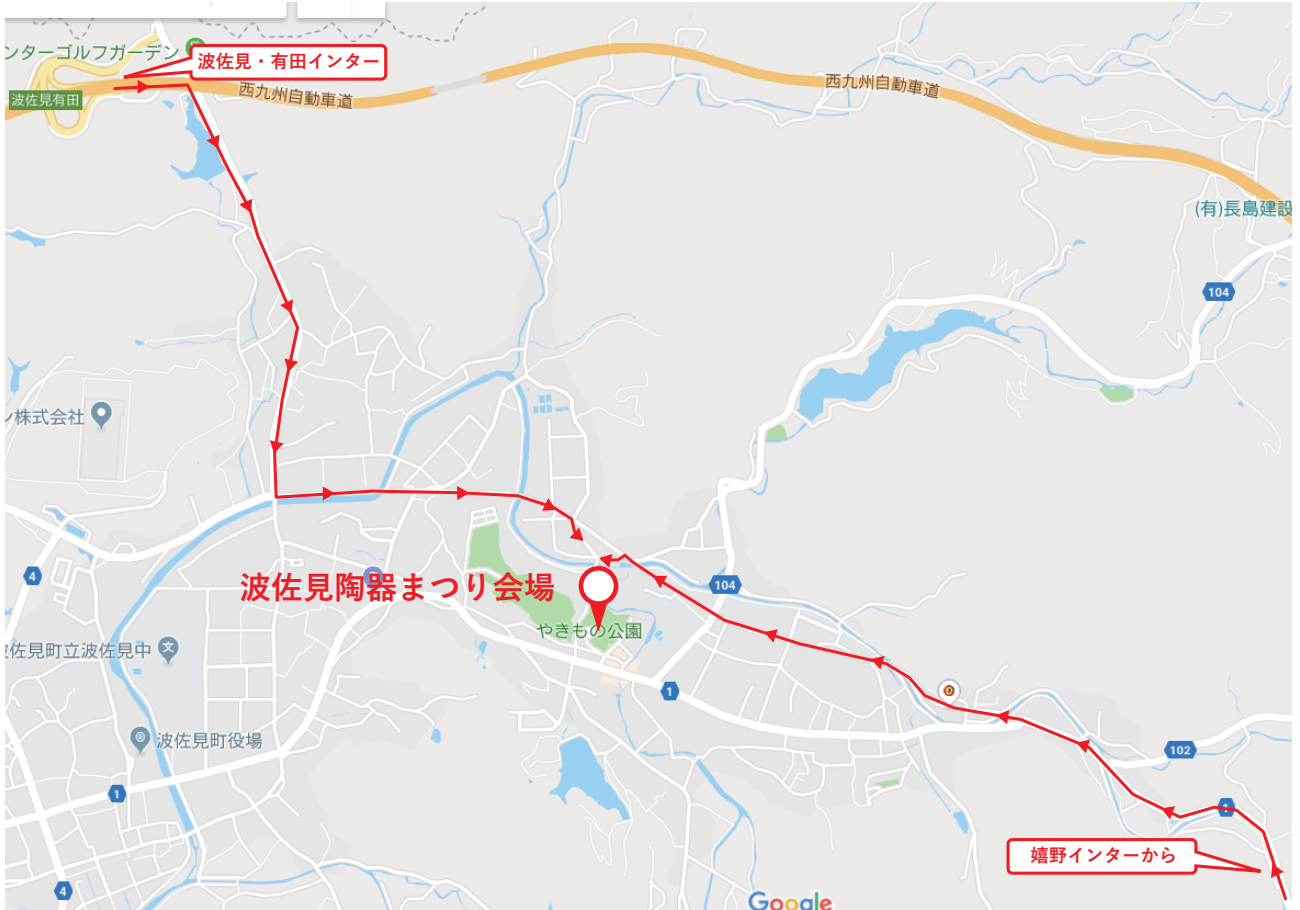 ンターゴルフガーデン
波佐見・有田インター
波佐見有田
西九州自動車道
西九州自動車道
(有)長島建設
104
ン株式会社
4
波佐見陶器まつり会場
104
やきもの公園
佐見町立波佐見中
文
1
波佐見町役場
102
1
1
嬉野インターから
4
Google